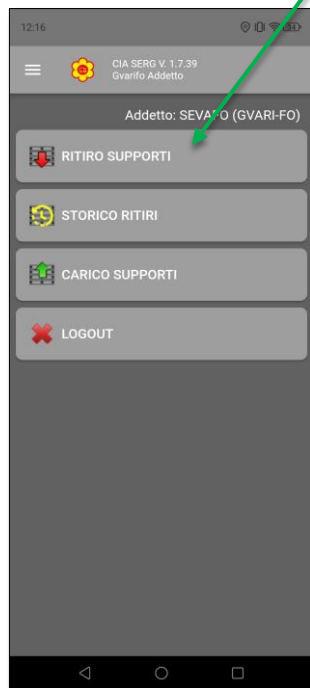 12:16
CIA SERG V. 1.7.39
Gvarifo Addetto
Addetto: SEVAFO (GVARI-FO)
RITIRO SUPPORTI
STORICO RITIRI
CARICO SUPPORTI
LOGOUT